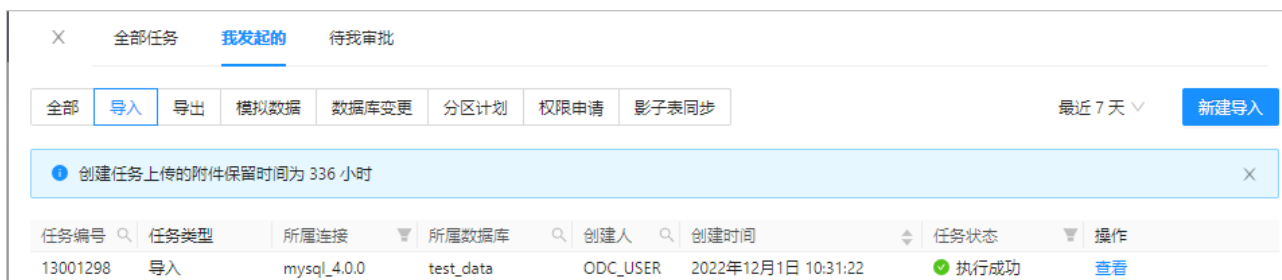 全部任务 我发起的 待我审批
全部 导入 导出 模拟数据 数据库变更 分区计划 权限申请 影子表同步 最近 7 天 新建导入
创建任务上传的附件保留时间为 336 小时
任务编号 任务类型 所属连接 所属数据库 创建人 创建时间 任务状态 操作
13001298 导入 mysql_4.0.0 test_data ODC_USER 2022年12月1日 10:31:22 执行成功 查看